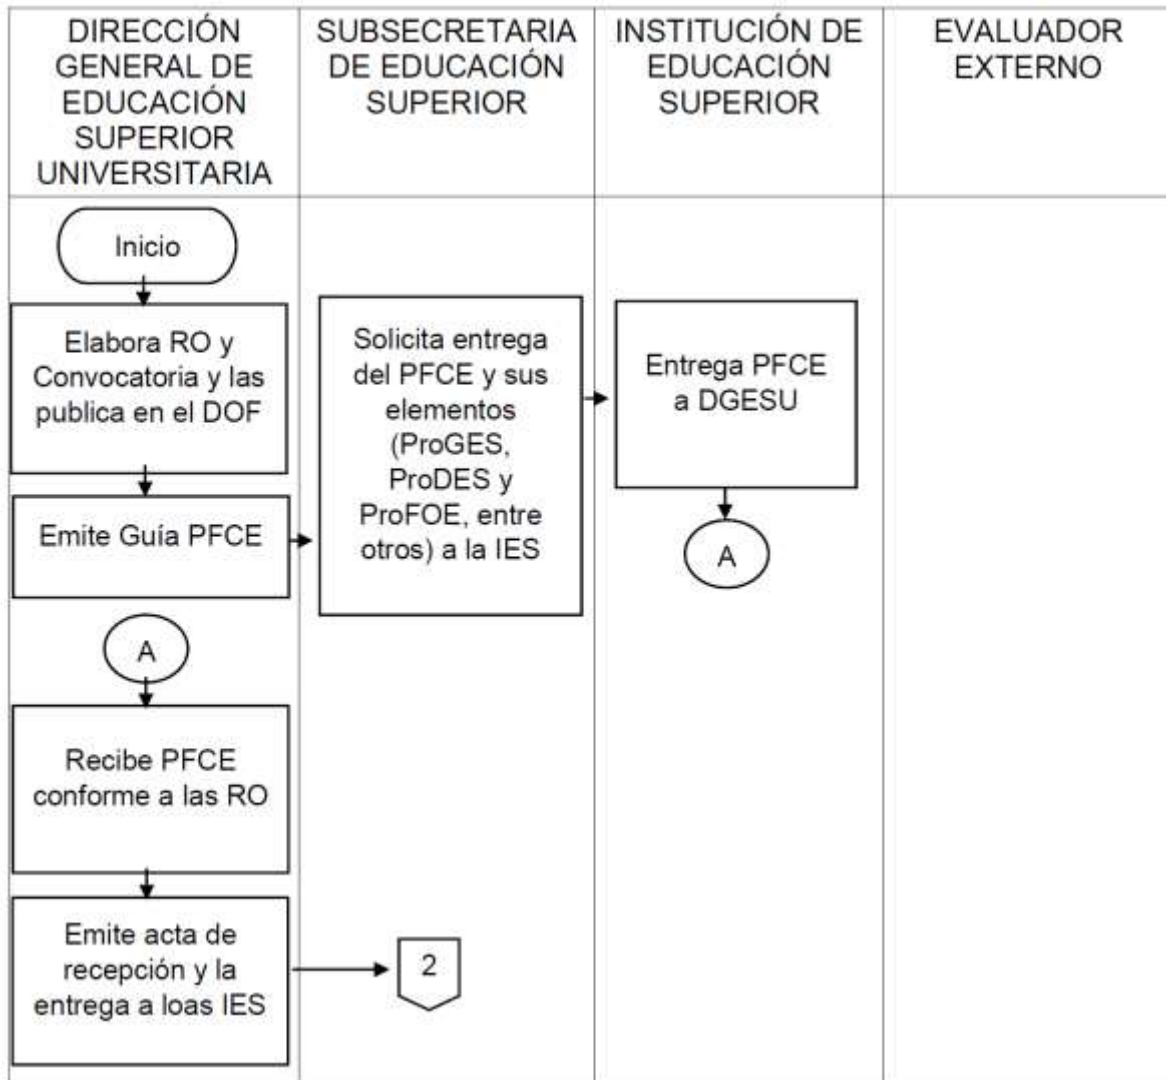 DIRECCIÓN
GENERAL DE
EDUCACIÓN
SUPERIOR
UNIVERSITARIA
SUBSECRETARIA
DE EDUCACIÓN
SUPERIOR
INSTITUCIÓN DE
EDUCACIÓN
SUPERIOR
EVALUADOR
EXTERNO
Inicio
Elabora RO y
Convocatoria y las
publica en el DOF
Emite Guía PFCE
Solicita entrega
del PFCE y sus
elementos
(ProGES,
ProDES y
ProFOE, entre
otros) a la IES
Entrega PFCE
a DGESU
A
A
Recibe PFCE
conforme a las RO
Emite acta de
recepción y la
entrega a loas IES
2